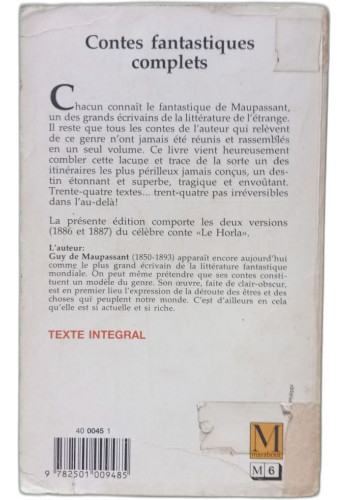 Contes fantastiques
complets
Chacun connaît le fantastique de Maupassant,
un des grands écrivains de la littérature de l'étrange.
Il reste que tous les contes de l'auteur qui relèvent
de ce genre n'ont jamais été réunis et rassemblés
en un seul volume. Ce livre vient heureusement
combler cette lacune et trace de la sorte un des
itinéraires les plus périlleux jamais conçus, un des-
tin étonnant et superbe, tragique et envoûtant.
Trente-quatre textes... trent-quatre pas irréversibles
dans l'au-delà!
La présente édition comporte les deux versions
(1886 et 1887) du célèbre conte «Le Horla».
L'auteur:
Guy de Maupassant (1850-1893) apparaît encore aujourd'hui
comme le plus grand écrivain de la littérature fantastique
mondiale. On peut même prétendre que ses contes consti-
tuent un modèle du genre. Son œuvre, faite de clair-obscur,
est en premier lieu l'expression de la déroute des êtres et des
choses qui peuplent notre monde. C'est d'ailleurs en cela
qu'elle est si actuelle et si riche.
TEXTE INTEGRAL
40 0045 1
9 782501 009485
M
marabout
M 6